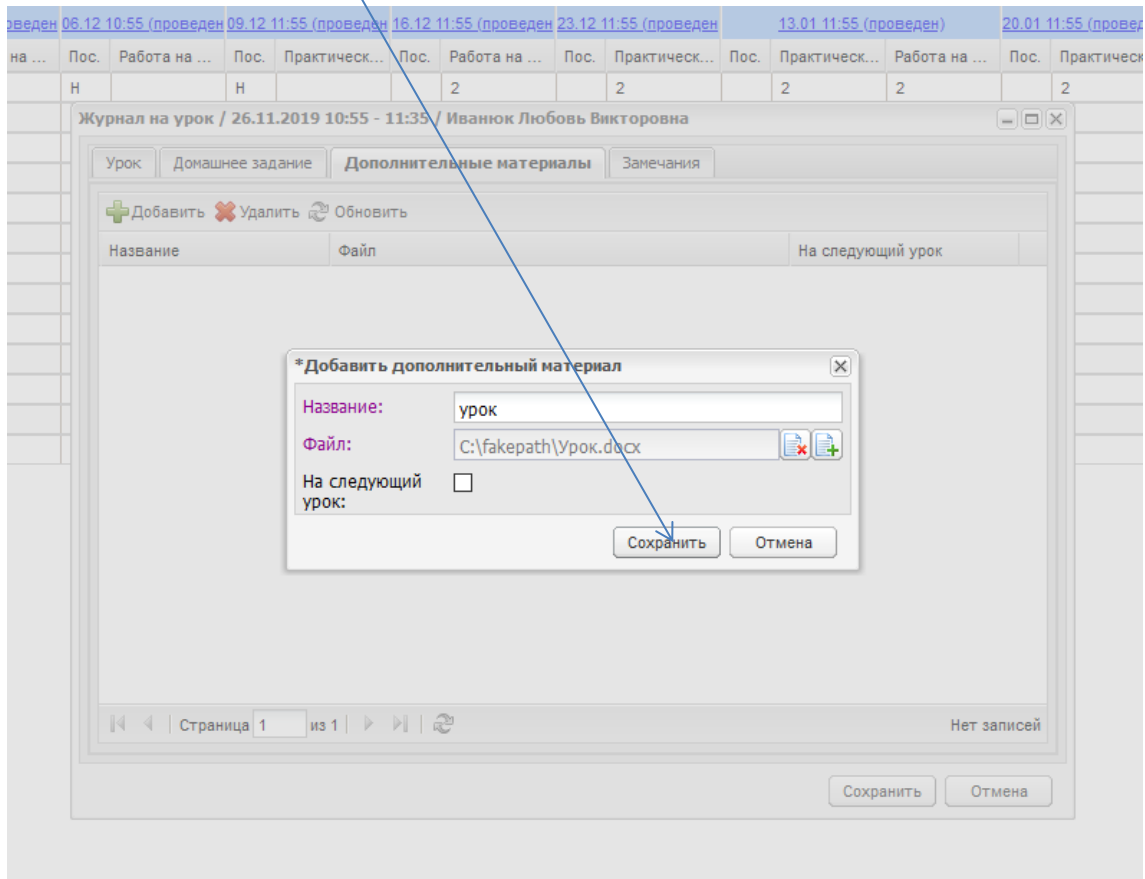 оведен 06.12 10:55 (проведен 09.12 11:55 (проведен 16.12 11:55 (проведен 23.12 11:55 (проведен 13.01 11:55 (проведен) 20.01 11:55 (провед
на ... Пос. Работа на ... Пос. Практическ... Пос. Работа на ... Пос. Практическ... Пос. Практическ... Работа на ... Пос. Практическ
Н Н 2 2 2 2 2
Журнал на урок / 26.11.2019 10:55 - 11:35 / Иванюк Любовь Викторовна
Урок Домашнее задание Дополнительные материалы Замечания
Добавить Удалить Обновить
Название Файл На следующий урок
*Добавить дополнительный материал
Название: урок
Файл: C:\fakepath\Урок.docx
На следующий
урок:
Сохранить Отмена
Страница 1 из 1 Нет записей
Сохранить Отмена